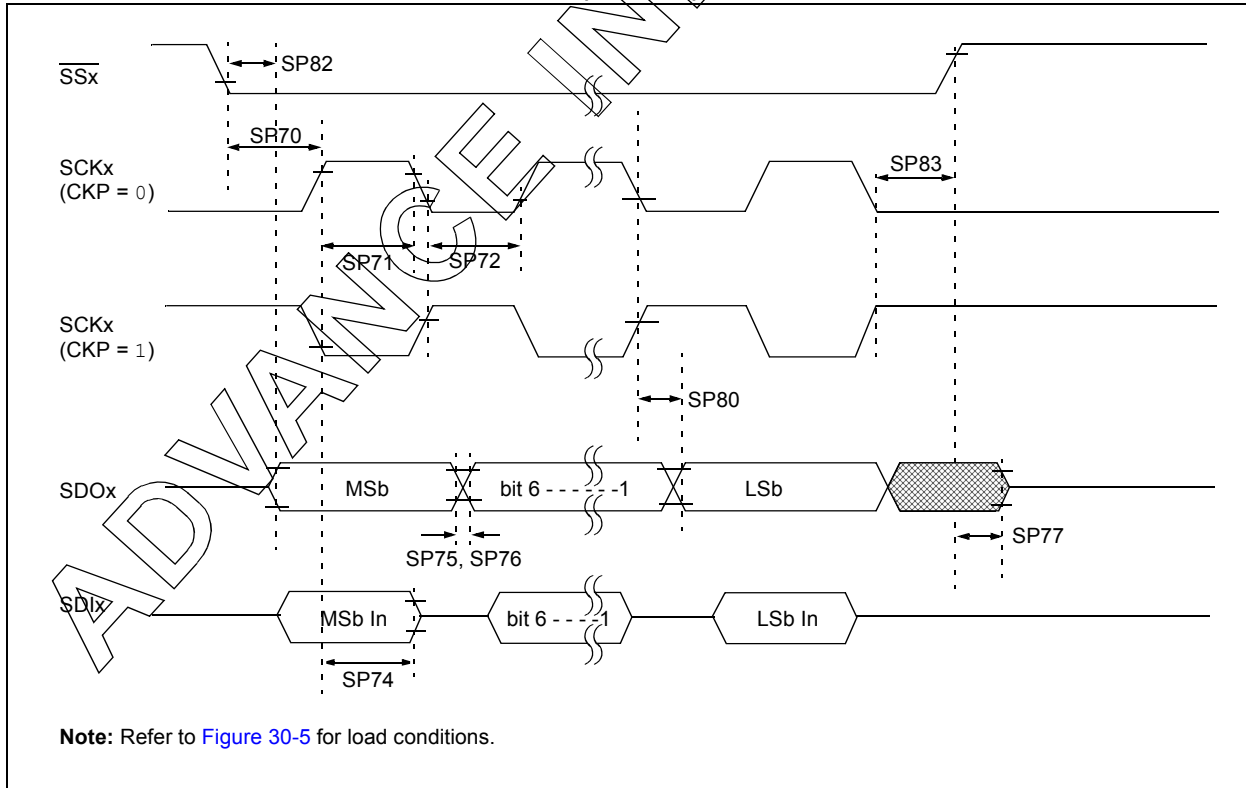 SSx
SP82
SP70
SCKx
(CKP = 0)
SP83
SP71
SP72
SCKx
(CKP = 1)
SP80
SDOx
MSb
bit 6 - - - - - -1
LSb
SP75, SP76
SP77
SDIx
MSb In
bit 6 - - - -1
LSb In
SP74
Note: Refer to Figure 30-5 for load conditions.
ADVANCE IN